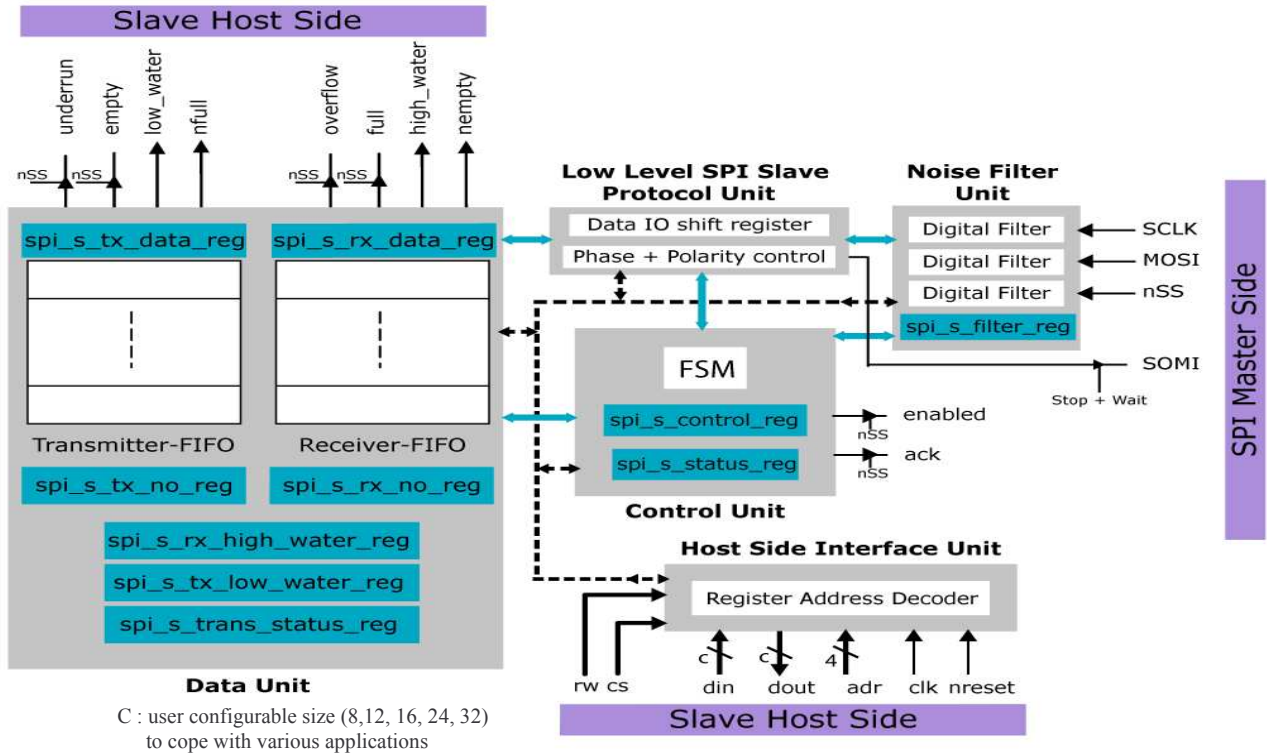 Slave Host Side
underrun
empty
low_water
nfull
overflow
full
high_water
nempty
nSS
nSS
nSS
nSS
spi_s_tx_data_reg
spi_s_rx_data_reg
Transmitter-FIFO
Receiver-FIFO
spi_s_tx_no_reg
spi_s_rx_no_reg
spi_s_rx_high_water_reg
spi_s_tx_low_water_reg
spi_s_trans_status_reg
Data Unit
C : user configurable size (8,12, 16, 24, 32)
to cope with various applications
Low Level SPI Slave
Protocol Unit
Data IO shift register
Phase + Polarity control
Noise Filter
Unit
Digital Filter
Digital Filter
Digital Filter
spi_s_filter_reg
SCLK
MOSI
nSS
SOMI
Stop + Wait
SPI Master Side
FSM
spi_s_control_reg
spi_s_status_reg
enabled
nSS
ack
nSS
Control Unit
Host Side Interface Unit
Register Address Decoder
C
C
4
rw
cs
din
dout
adr
clk
nreset
Slave Host Side